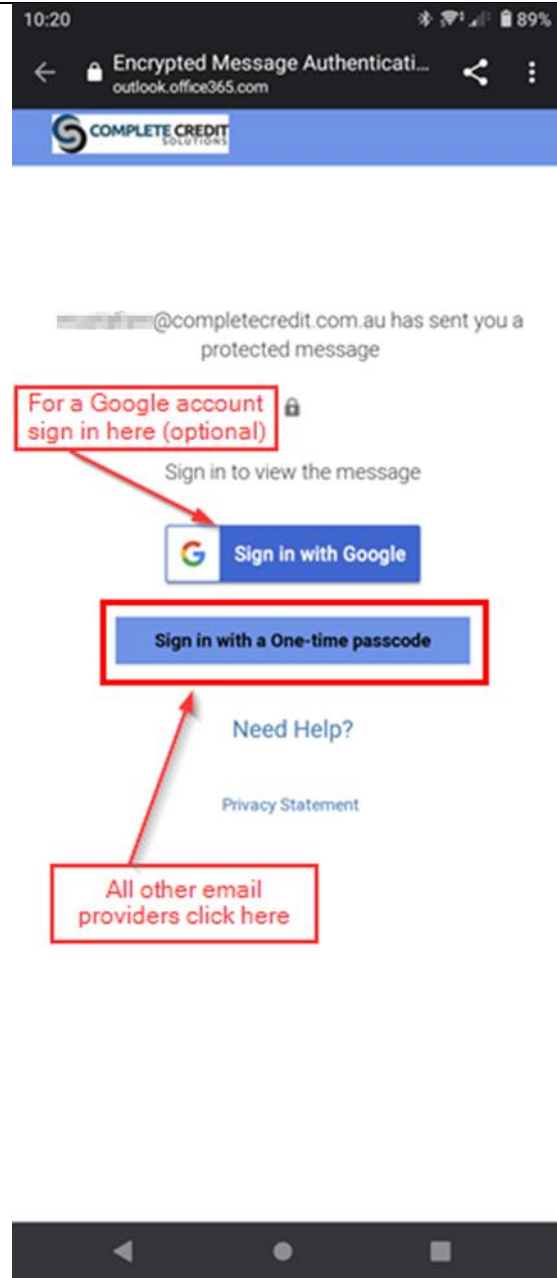 10:20
89%
Encrypted Message Authenticati...
outlook.office365.com
COMPLETE CREDIT
SOLUTIONS
@completecredit.com.au has sent you a
protected message
For a Google account
sign in here (optional)
Sign in to view the message
G Sign in with Google
Sign in with a One-time passcode
Need Help?
Privacy Statement
All other email
providers click here